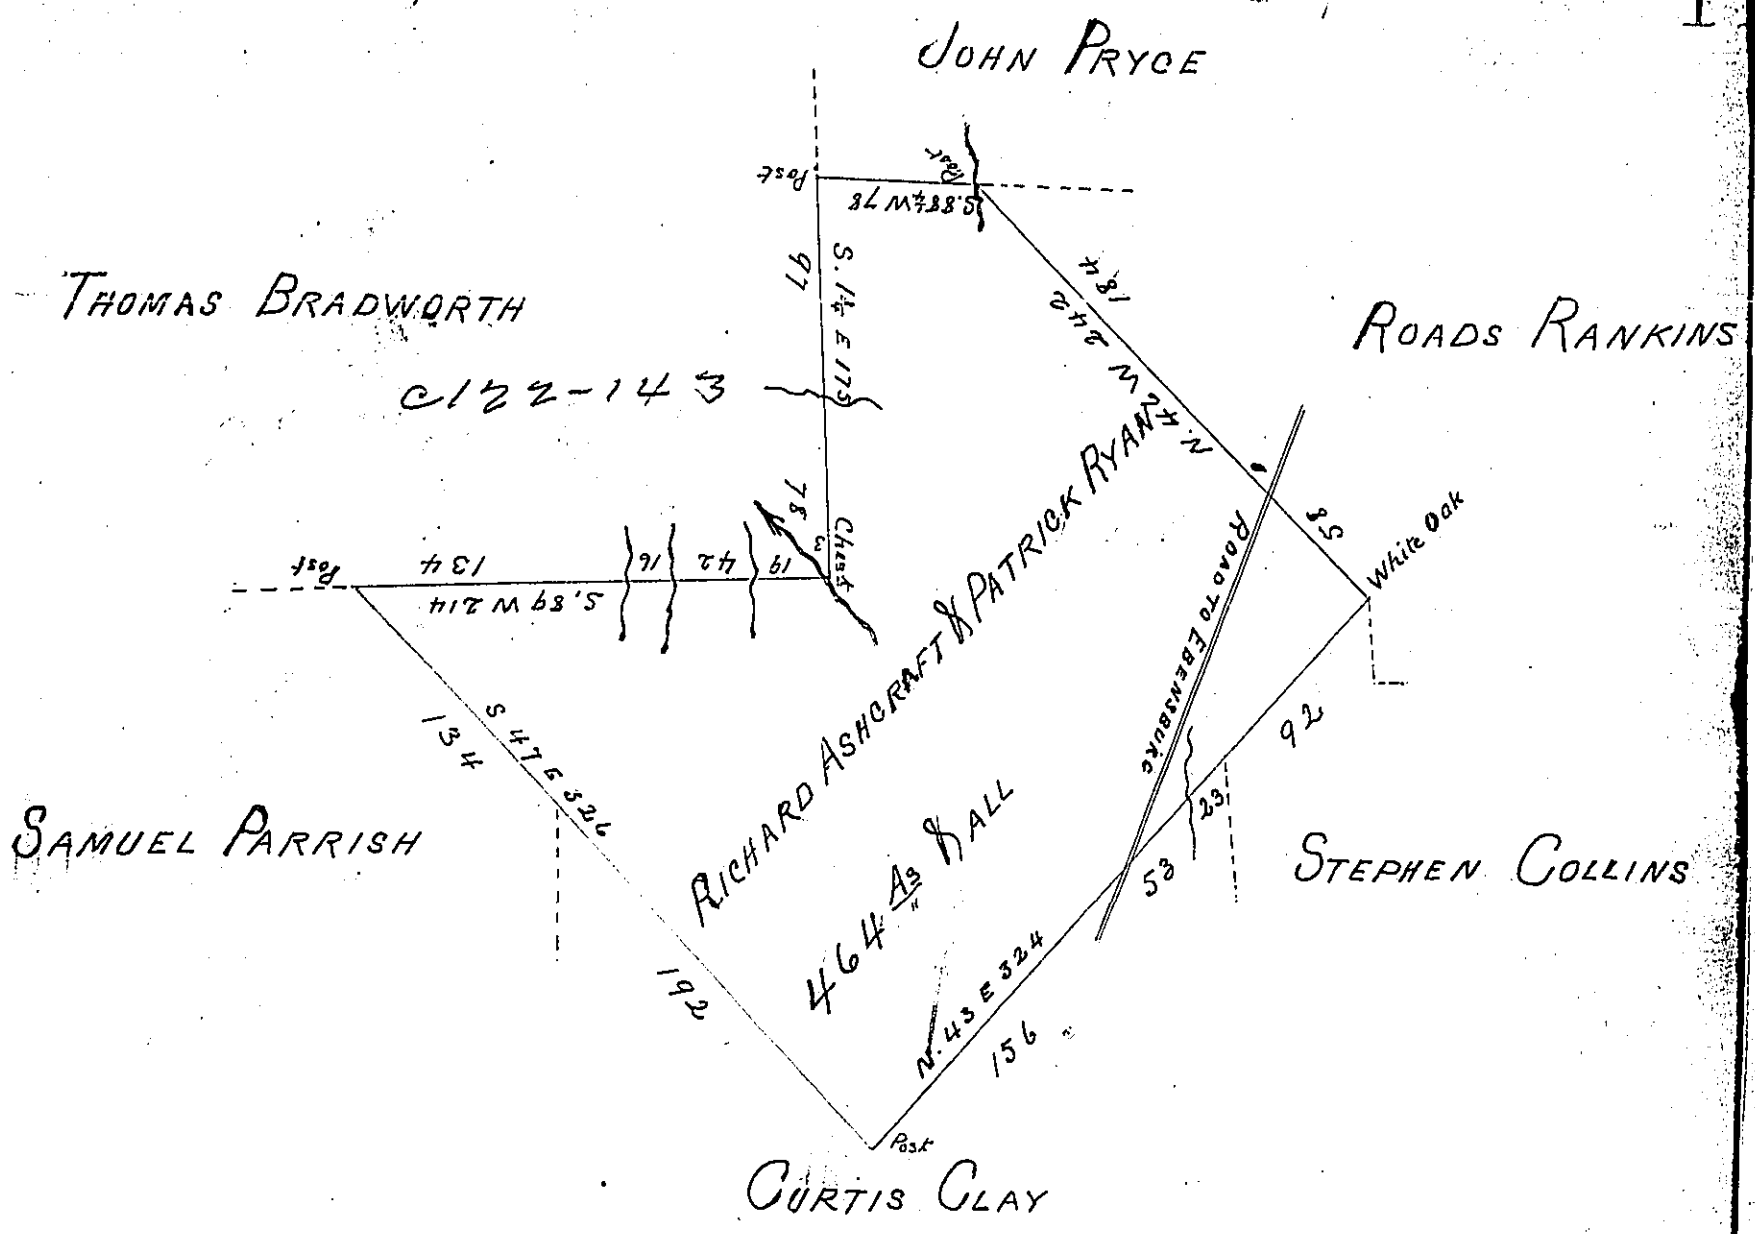 JOHN PRYCE
Post
Post
S. 88¼ W 78
S. 1¼ E 175
97
78
THOMAS BRADWORTH
C122-143
184
N. 42 W 242
58
ROADS RANKINS
ROAD TO EBENSBURG
White Oak
Chest
3
Post
134
16
42
19
S. 89 W 214
S 47 E 326
134
192
SAMUEL PARRISH
RICHARD ASHCRAFT & PATRICK RYAN
464 As & ALL
92
23
53
N. 43 E 324
156
STEPHEN COLLINS
Post
CURTIS CLAY